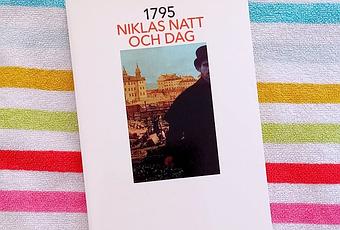 1795
NIKLAS NATT
OCH DAG